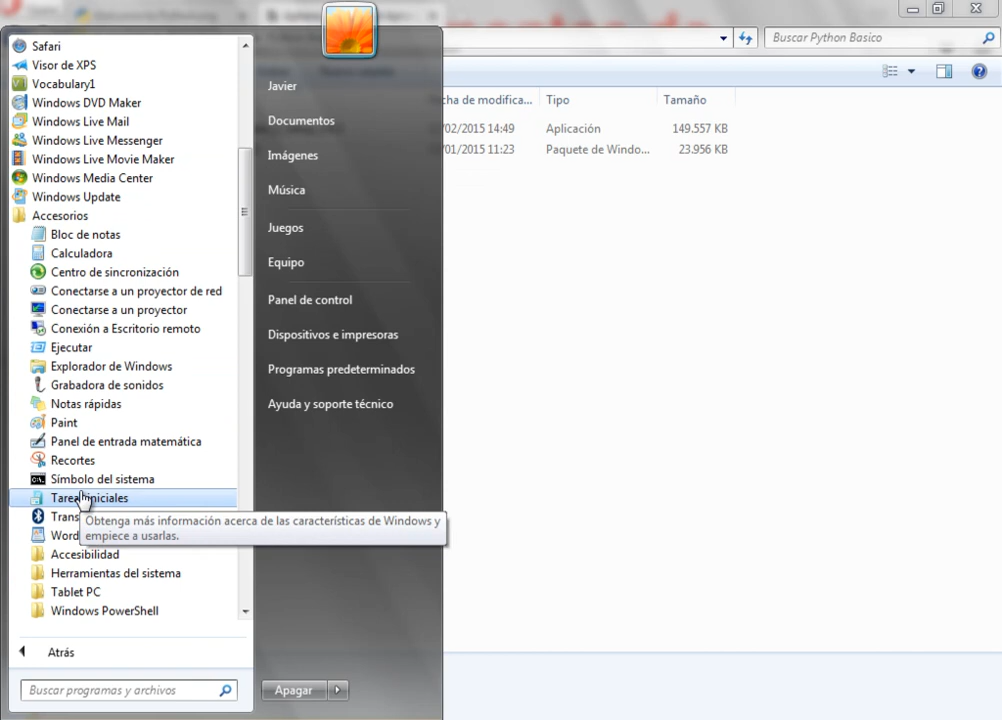 Buscar Python Basico
Safari
Visor de XPS
Vocabulary1
Windows DVD Maker
Windows Live Mail
Windows Live Messenger
Windows Live Movie Maker
Windows Media Center
Windows Update
Accesorios
Bloc de notas
Calculadora
Centro de sincronización
Conectarse a un proyector de red
Conectarse a un proyector
Conexión a Escritorio remoto
Ejecutar
Explorador de Windows
Grabadora de sonidos
Notas rápidas
Paint
Panel de entrada matemática
Recortes
Símbolo del sistema
Tareas iniciales
Obtenga más información acerca de las características de Windows y
empiece a usarlas.
Accesibilidad
Herramientas del sistema
Tablet PC
Windows PowerShell
Atrás
Buscar programas y archivos
Javier
Documentos
Imágenes
Música
Juegos
Equipo
Panel de control
Dispositivos e impresoras
Programas predeterminados
Ayuda y soporte técnico
Apagar
cha de modifica... Tipo Tamaño
02/2015 14:49 Aplicación 149.557 KB
01/2015 11:23 Paquete de Windo... 23.956 KB